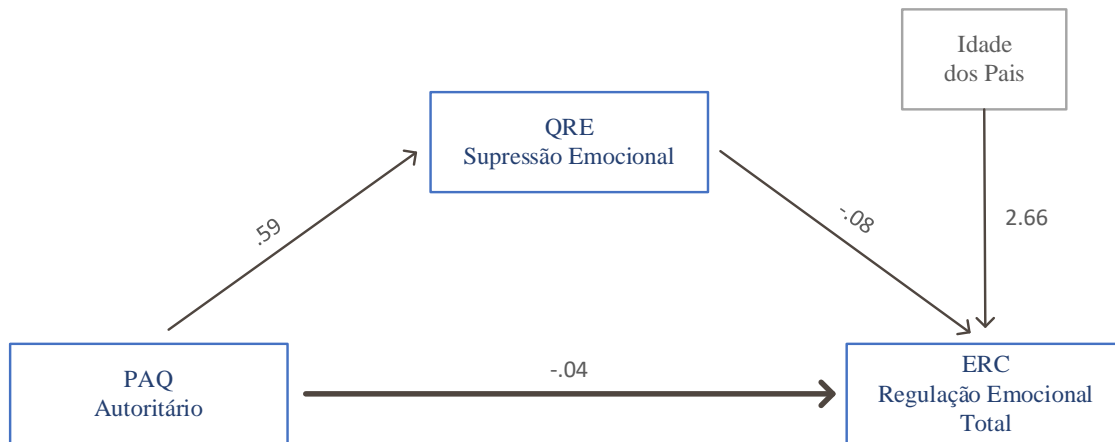 Idade
dos Pais
QRE
Supressão Emocional
.59
-.08
2.66
PAQ
Autoritário
-.04
ERC
Regulação Emocional
Total